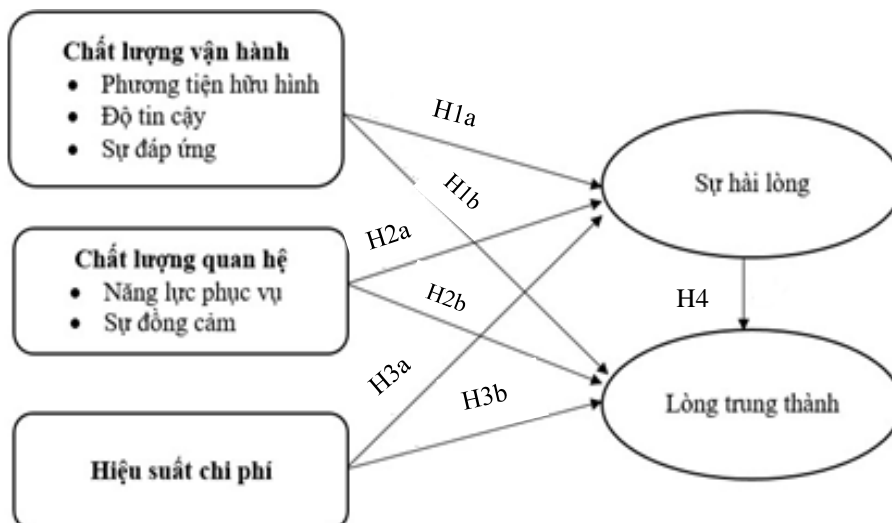 Chất lượng vận hành
• Phương tiện hữu hình
• Độ tin cậy
• Sự đáp ứng
H1a
H1b
Sự hài lòng
Chất lượng quan hệ
• Năng lực phục vụ
• Sự đồng cảm
H2a
H2b
H4
H3a
H3b
Lòng trung thành
Hiệu suất chi phí